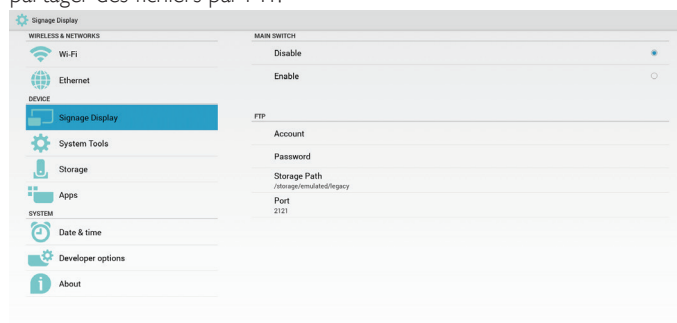 Signage Display
WIRELESS & NETWORKS
Wi-Fi
Ethernet
DEVICE
Signage Display
System Tools
Storage
Apps
SYSTEM
Date & time
Developer options
About
MAIN SWITCH
Disable
Enable
FTP
Account
Password
Storage Path
/storage/emulated/legacy
Port
2121